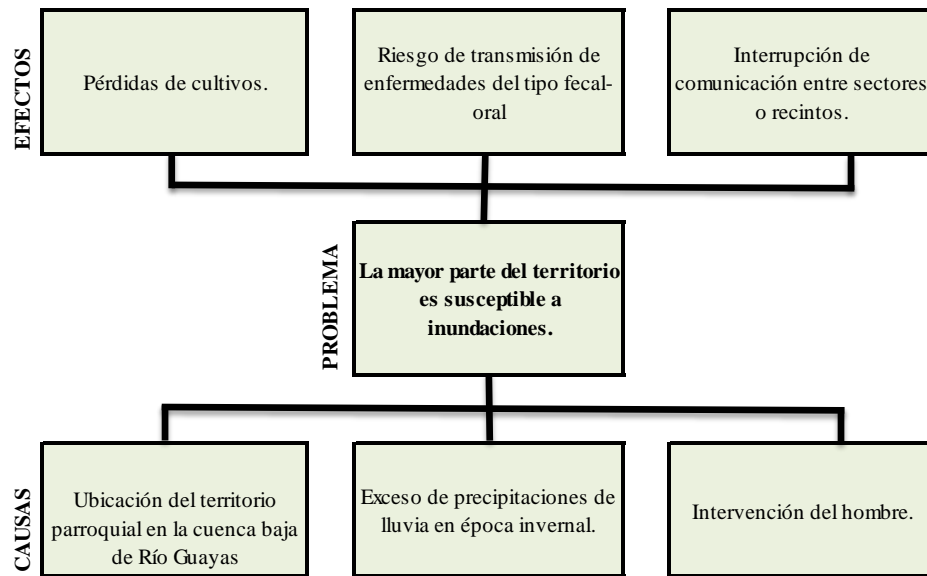 EFECTOS
Pérdidas de cultivos.
Riesgo de transmisión de
enfermedades del tipo fecal-
oral
Interrupción de
comunicación entre sectores
o recintos.
PROBLEMA
La mayor parte del territorio
es susceptible a
inundaciones.
CAUSAS
Ubicación del territorio
parroquial en la cuenca baja
de Río Guayas
Exceso de precipitaciones de
lluvia en época invernal.
Intervención del hombre.